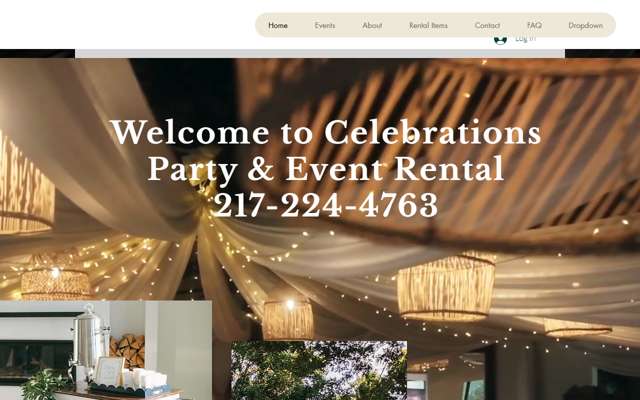 Home Events About Rental Items Contact FAQ Dropdown
Log In
Welcome to Celebrations
Party & Event Rental
217-224-4763